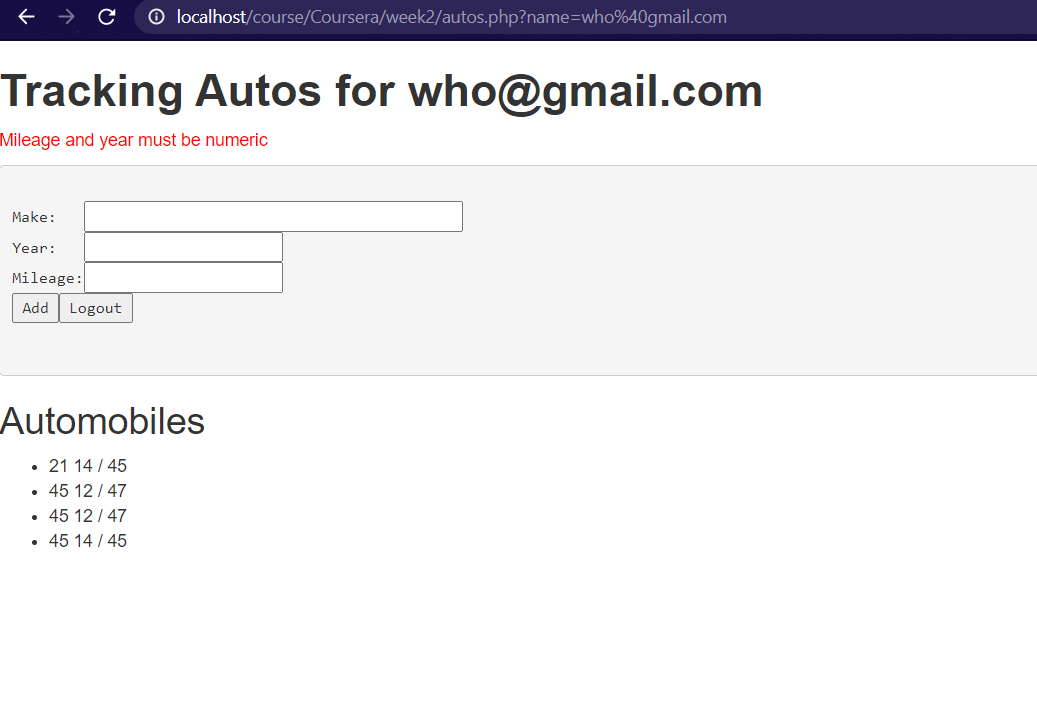 localhost/course/Coursera/week2/autos.php?name=who%40gmail.com
Tracking Autos for who@gmail.com
Mileage and year must be numeric
Make:
Year:
Mileage:
Add Logout
Automobiles
• 21 14 / 45
• 45 12 / 47
• 45 12 / 47
• 45 14 / 45